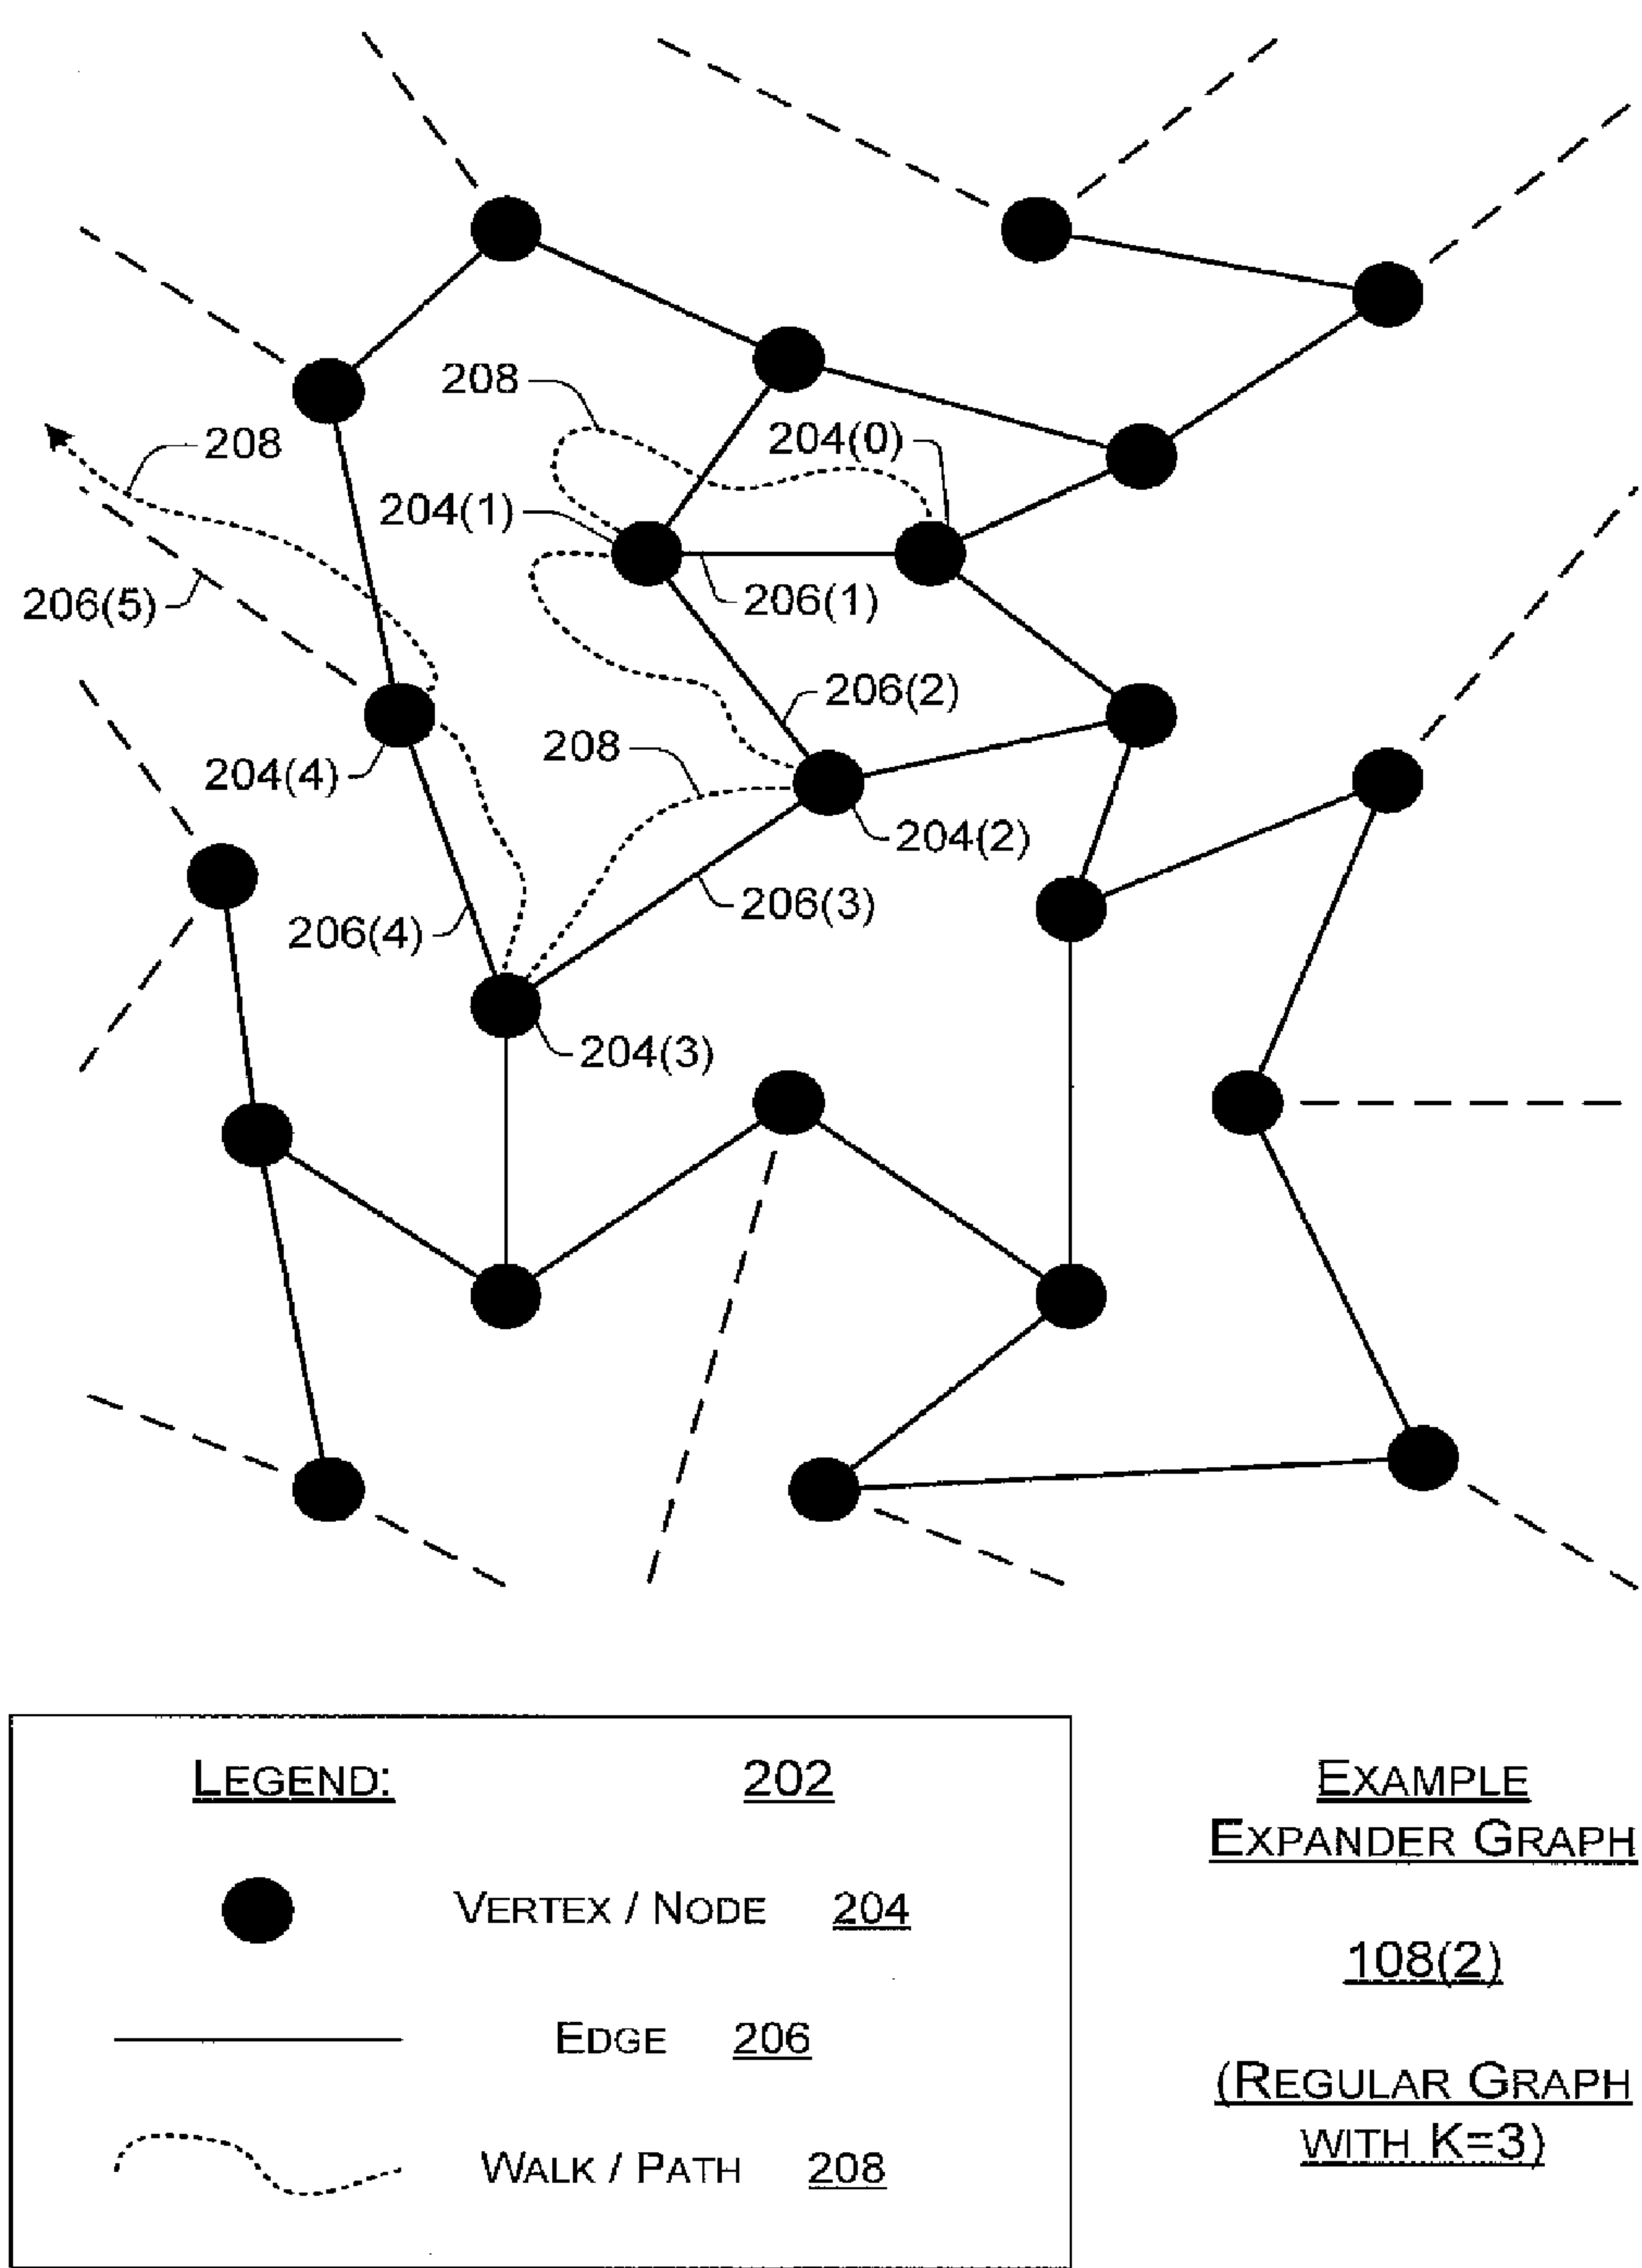 208
204(0)
208
204(1)
206(5)
206(1)
206(2)
208
204(4)
204(2)
206(3)
206(4)
204(3)
LEGEND: 202
VERTEX / NODE 204
EDGE 206
WALK / PATH 208
EXAMPLE
EXPANDER GRAPH
108(2)
(REGULAR GRAPH
WITH K=3)